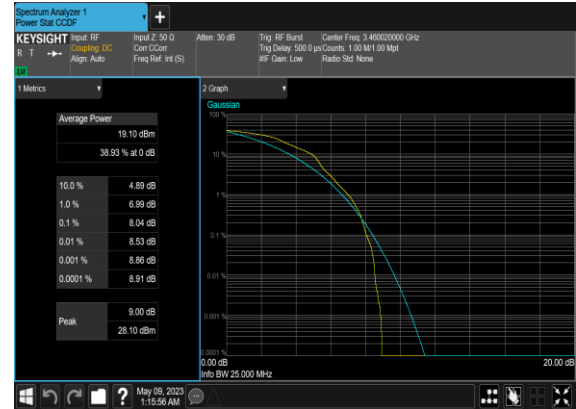 Spectrum Analyzer 1
Power Stat CCDF
+
KEYSIGHT
R T
LU
Input: RF
Coupling: DC
Align: Auto
Input Z: 50 Ω
Corr CCorr
Freq Ref: Int (S)
Atten: 30 dB
Trig: RF Burst
Trig Delay: 500.0 µs
#IF Gain: Low
Center Freq: 3.460020000 GHz
Counts: 1.00 M/1.00 Mpt
Radio Std: None
1 Metrics
Average Power
19.10 dBm
38.93 % at 0 dB
10.0 % 4.89 dB
1.0 % 6.99 dB
0.1 % 8.04 dB
0.01 % 8.53 dB
0.001 % 8.86 dB
0.0001 % 8.91 dB
Peak
9.00 dB
28.10 dBm
2 Graph
Gaussian
100 %
10 %
1 %
0.1 %
0.01 %
0.001 %
0.0001 %
0.00 dB
20.00 dB
Info BW 25.000 MHz
?
May 09, 2023
1:15:56 AM